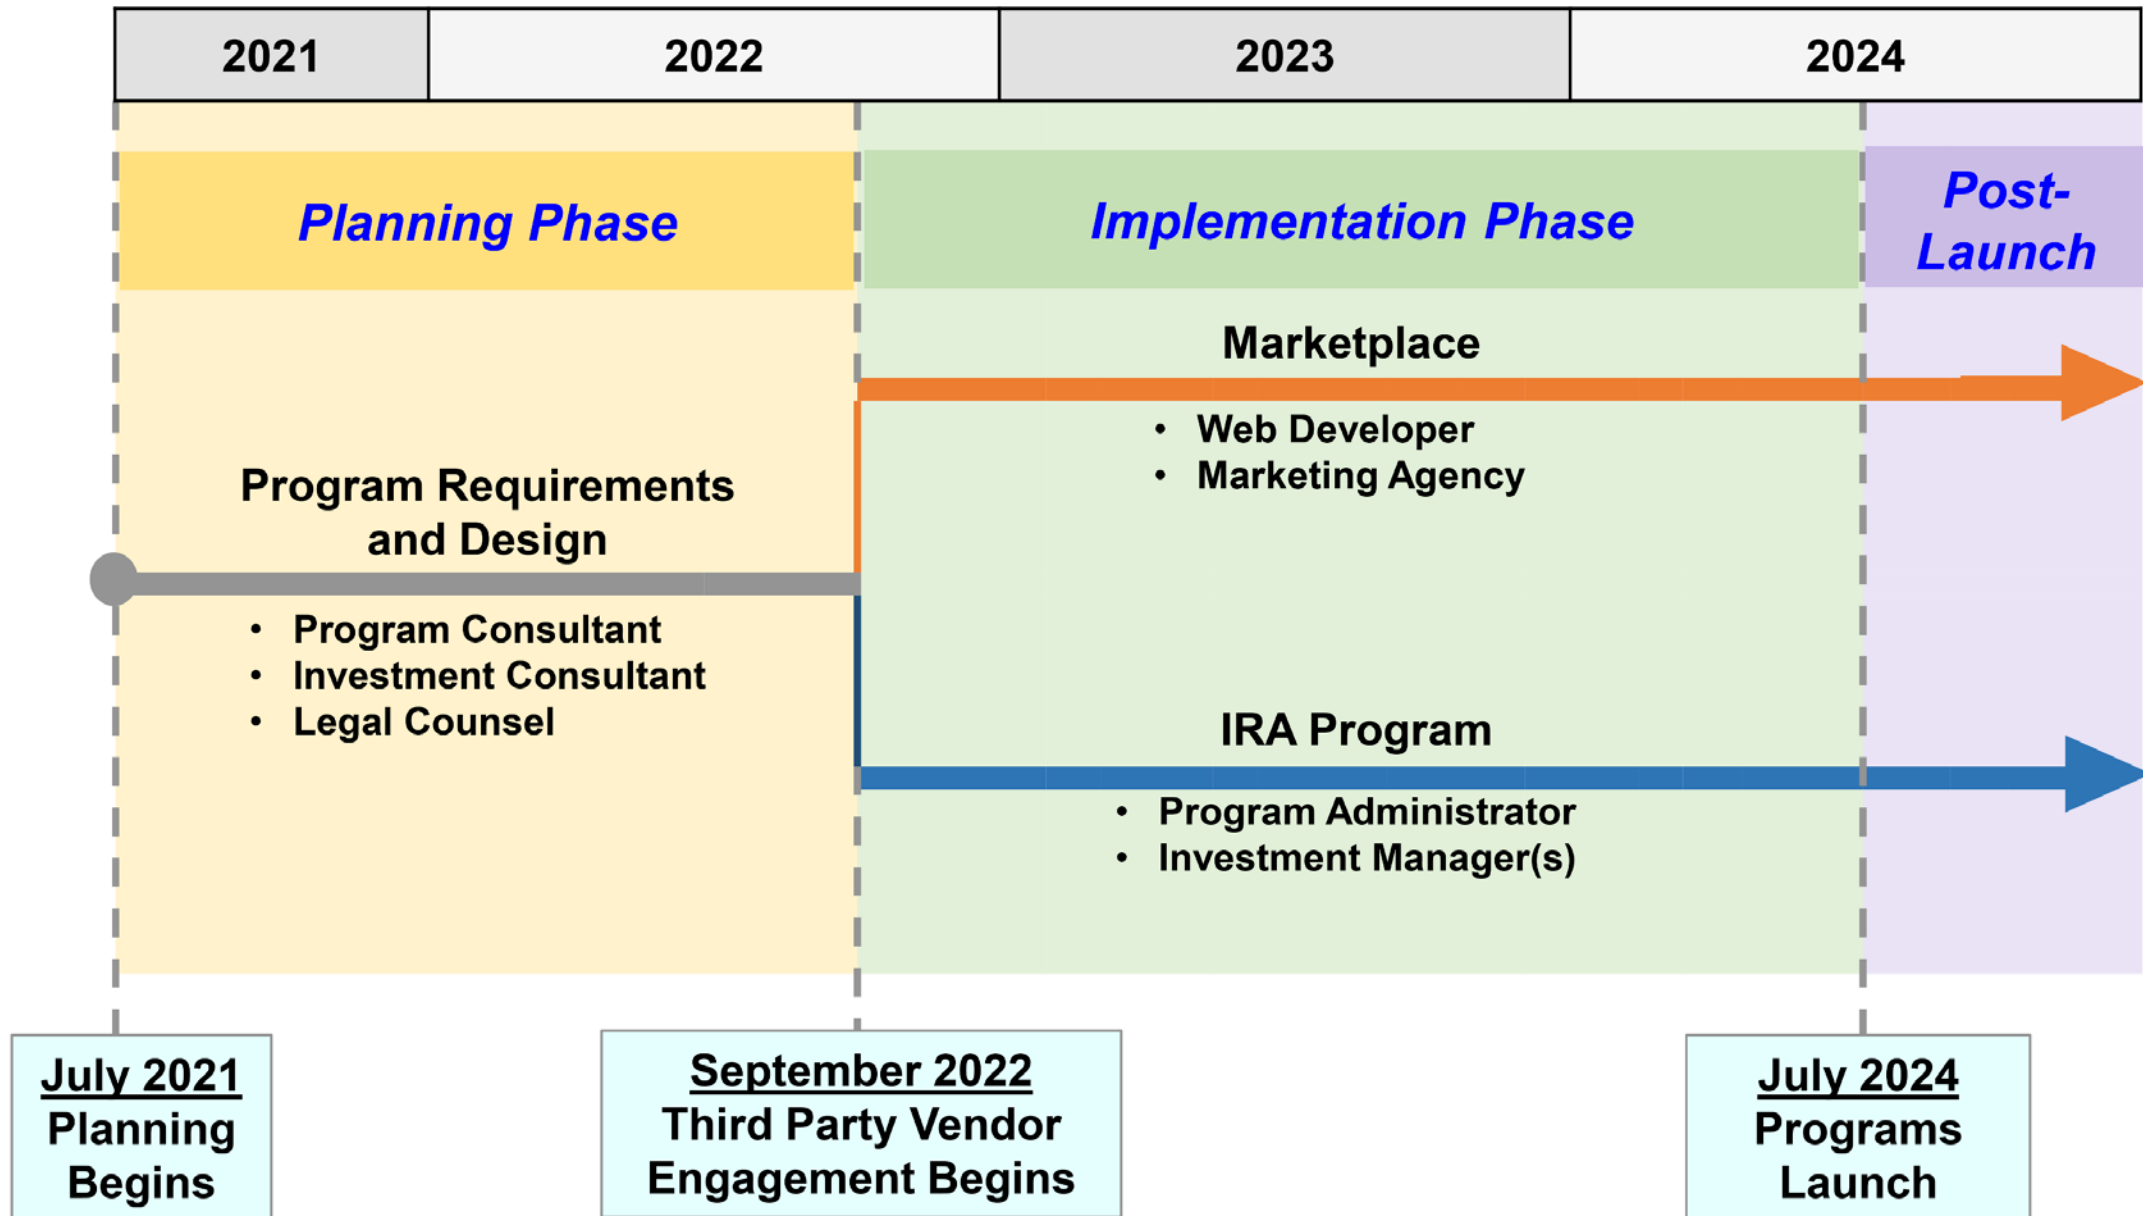 2021
2022
2023
2024
Planning Phase
Implementation Phase
Post-
Launch
Program Requirements
and Design
• Program Consultant
• Investment Consultant
• Legal Counsel
Marketplace
• Web Developer
• Marketing Agency
IRA Program
• Program Administrator
• Investment Manager(s)
July 2021
Planning
Begins
September 2022
Third Party Vendor
Engagement Begins
July 2024
Programs
Launch